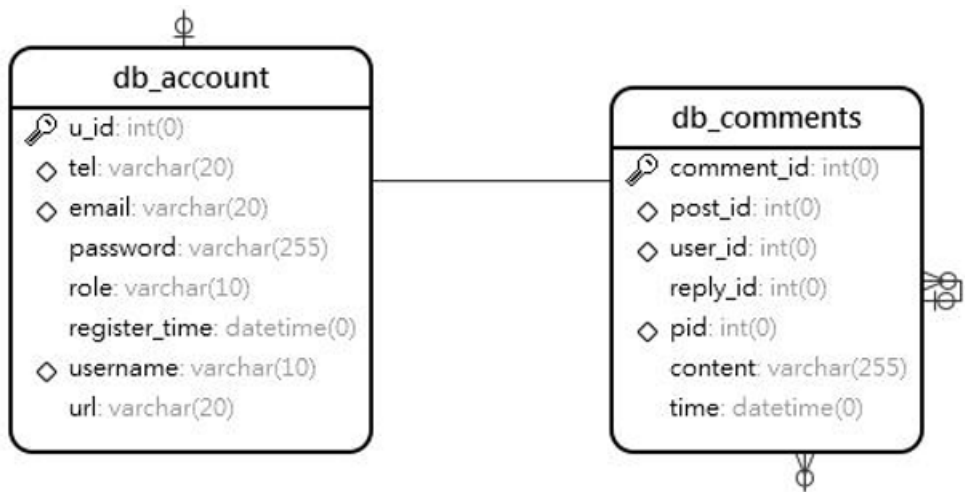 db_account
u_id: int(0)
tel: varchar(20)
email: varchar(20)
password: varchar(255)
role: varchar(10)
register_time: datetime(0)
username: varchar(10)
url: varchar(20)
db_comments
comment_id: int(0)
post_id: int(0)
user_id: int(0)
reply_id: int(0)
pid: int(0)
content: varchar(255)
time: datetime(0)